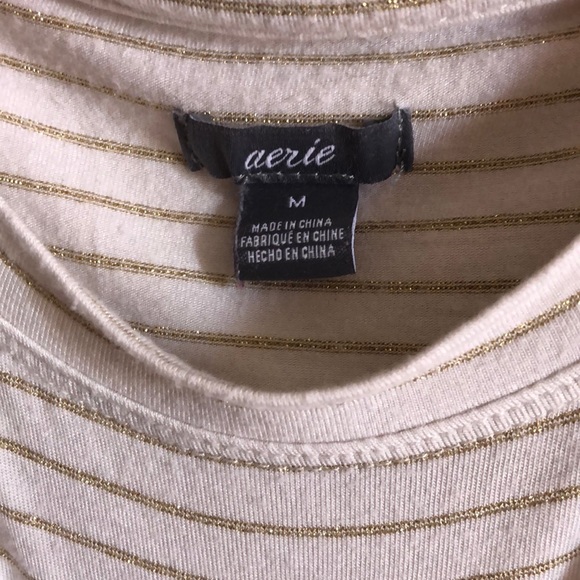 aerie
M
MADE IN CHINA
FABRIQUÉ EN CHINE
HECHO EN CHINA